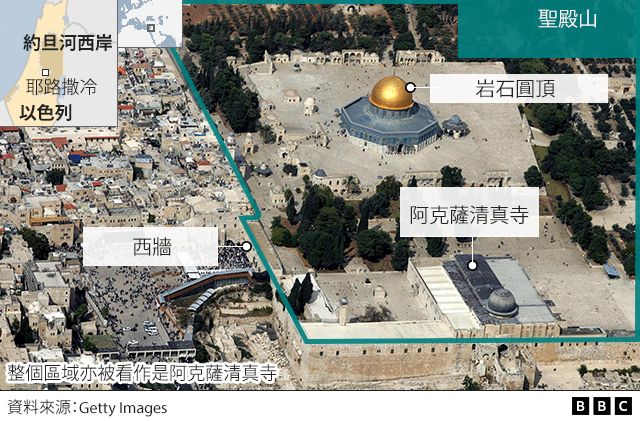 聖殿山
約旦河西岸
耶路撒冷
以色列
岩石圓頂
阿克薩清真寺
西牆
整個區域亦被看作是阿克薩清真寺
資料來源：Getty Images
BBC